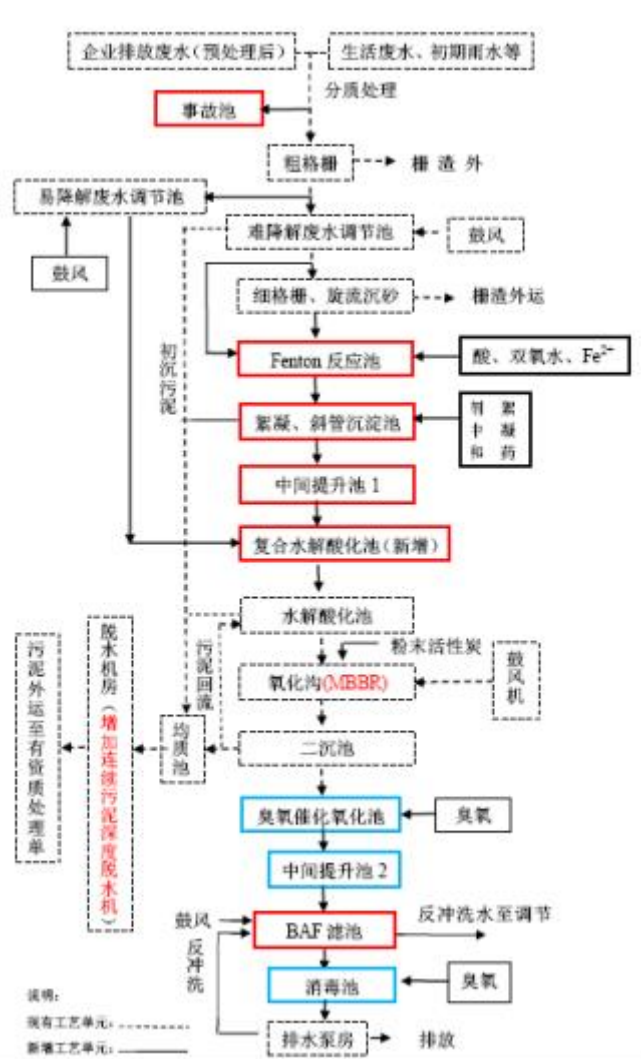 企业排放废水（预处理后）
生活废水、初期雨水等
分质处理
事故池
粗格栅
栅渣外
易降解废水调节池
难降解废水调节池
鼓风
鼓风
细格栅、旋流沉砂
栅渣外运
初沉污泥
Fenton 反应池
酸、双氧水、Fe²⁺
絮凝、斜管沉淀池
絮凝药
中和
中间提升池 1
复合水解酸化池（新增）
水解酸化池
污泥回流
粉末活性炭
氧化沟(MBBR)
鼓风机
二沉池
均质池
脱水机房（增加连续污泥深度脱水机）
污泥外运至有资质处理单
臭氧催化氧化池
臭氧
中间提升池 2
鼓风
BAF 滤池
反冲洗水至调节
反冲洗
消毒池
臭氧
排水泵房
排放
说明：
现有工艺单元：
新增工艺单元：